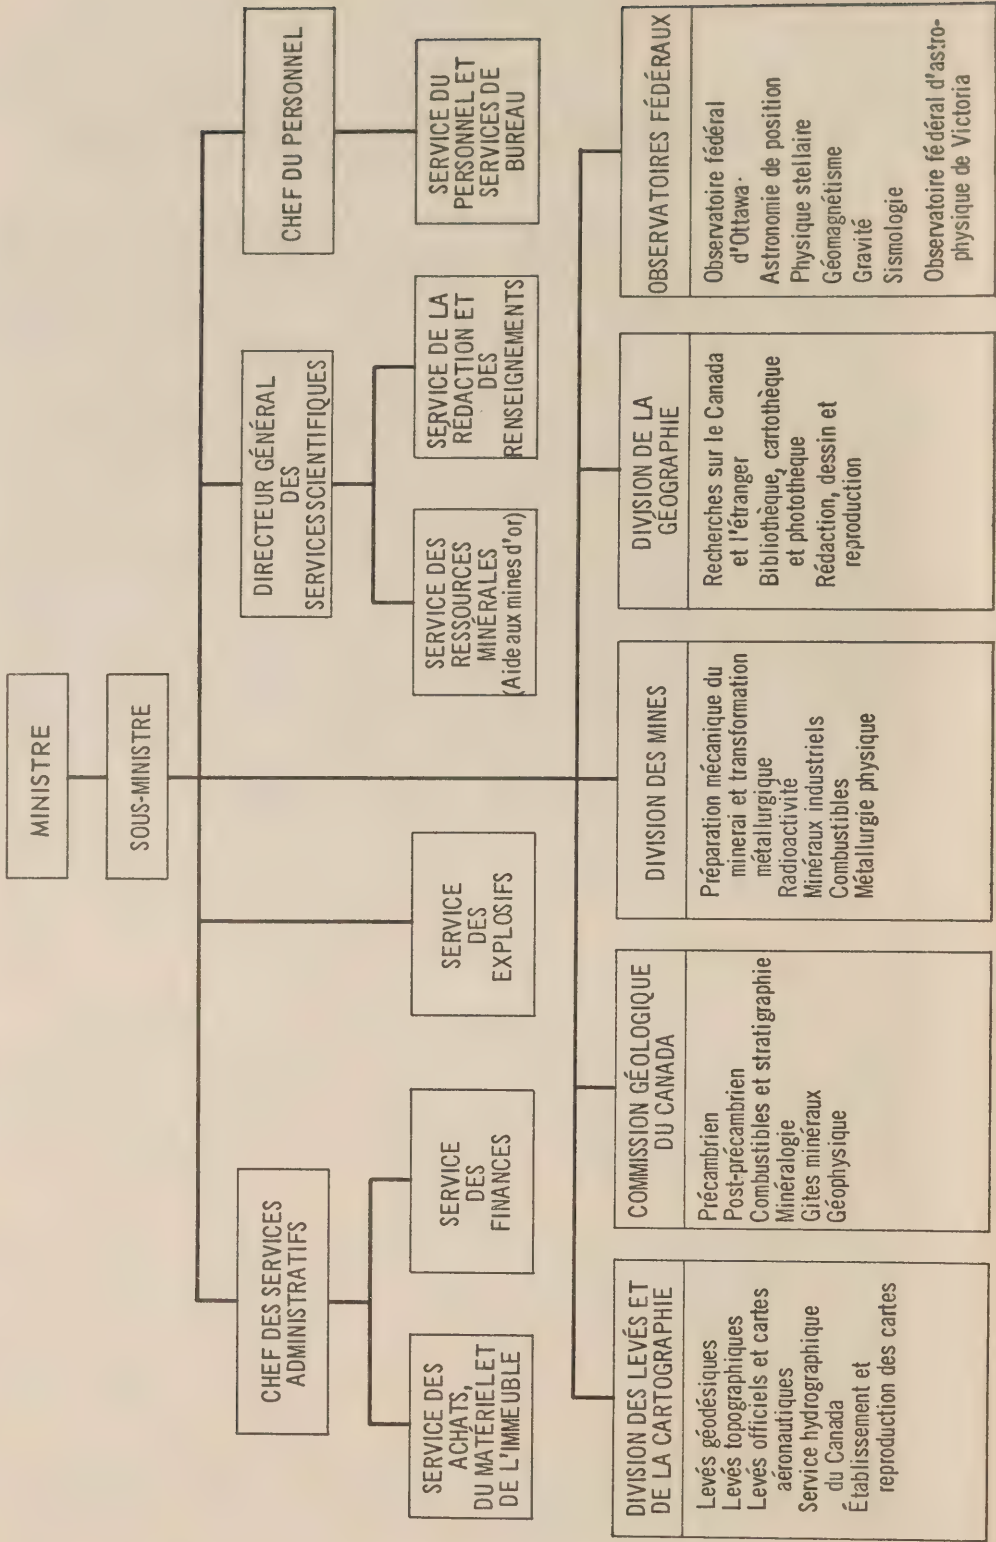 MINISTRE
SOUS-MINISTRE
CHEF DES SERVICES
ADMINISTRATIFS
DIRECTEUR GÉNÉRAL
DES
SERVICES SCIENTIFIQUES
CHEF DU PERSONNEL
SERVICE DES
ACHATS,
DU MATÉRIEL ET
DE L'IMMEUBLE
SERVICE
DES
FINANCES
SERVICE
DES
EXPLOSIFS
SERVICE DES
RESSOURCES
MINÉRALES
(Aide aux mines d'or)
SERVICE DE LA
RÉDACTION ET
DES
RENSEIGNEMENTS
SERVICE DU
PERSONNEL ET
SERVICES DE
BUREAU
DIVISION DES LEVÉS ET
DE LA CARTOGRAPHIE
Levés géodésiques
Levés topographiques
Levés officiels et cartes
aéronautiques
Service hydrographique
du Canada
Établissement et
reproduction des cartes
COMMISSION GÉOLOGIQUE
DU CANADA
Précambrien
Post-précambrien
Combustibles et stratigraphie
Minéralogie
Gites minéraux
Géophysique
DIVISION DES MINES
Préparation mécanique du
minerai et transformation
métallurgique
Radioactivité
Minéraux industriels
Combustibles
Métallurgie physique
DIVISION DE LA
GÉOGRAPHIE
Recherches sur le Canada
et l'étranger
Bibliothèque, cartothèque
et photothèque
Rédaction, dessin et
reproduction
OBSERVATOIRES FÉDÉRAUX
Observatoire fédéral
d'Ottawa
Astronomie de position
Physique stellaire
Géomagnétisme
Gravité
Sismologie
Observatoire fédéral d'astro-
physique de Victoria